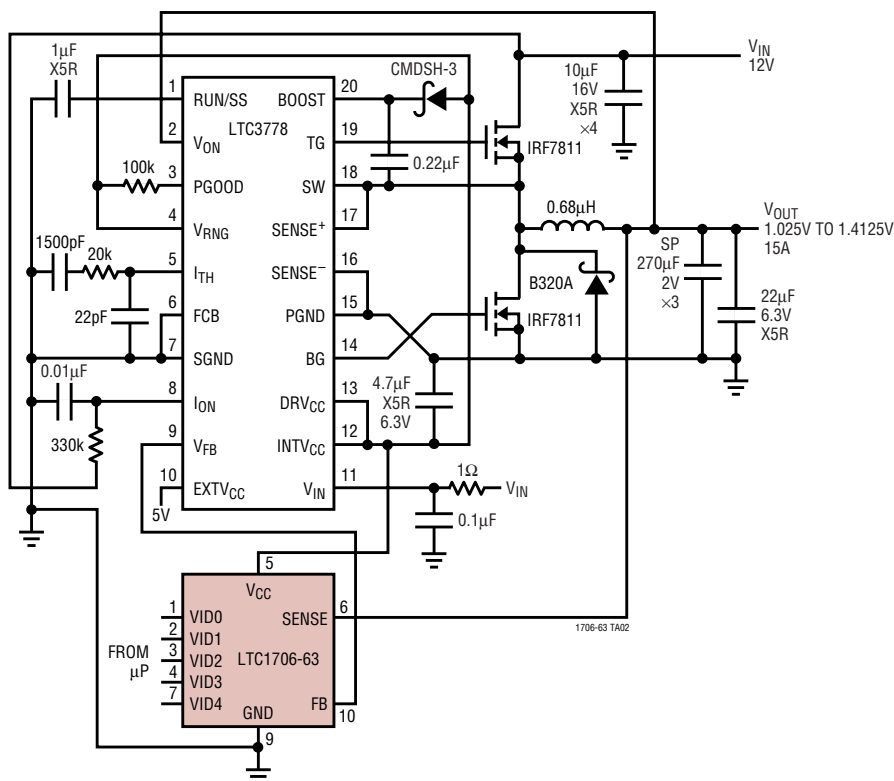 1µF
X5R
1
RUN/SS
2
V_ON
100k
3
PGOOD
4
V_RNG
1500pF
20k
5
I_TH
22pF
6
FCB
7
SGND
0.01µF
8
I_ON
330k
9
V_FB
10
EXTV_CC
5V
LTC3778
BOOST
20
TG
19
SW
18
SENSE+
17
SENSE–
16
PGND
15
BG
14
DRV_CC
13
INTV_CC
12
V_IN
11
CMDSH-3
0.22µF
IRF7811
V_IN
12V
10µF
16V
X5R
×4
0.68µH
V_OUT
1.025V TO 1.4125V
15A
SP
270µF
2V
×3
22µF
6.3V
X5R
B320A
IRF7811
4.7µF
X5R
6.3V
1Ω
V_IN
0.1µF
5
V_CC
SENSE
6
1706-63 TA02
FROM
µP
1
VID0
2
VID1
3
VID2
4
VID3
7
VID4
LTC1706-63
FB
10
GND
9